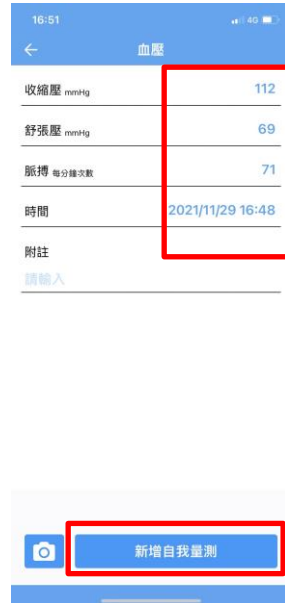 16:51
4G
血壓
收縮壓 mmHg 112
舒張壓 mmHg 69
脈搏 每分鐘次數 71
時間 2021/11/29 16:48
附註
請輸入
新增自我量測